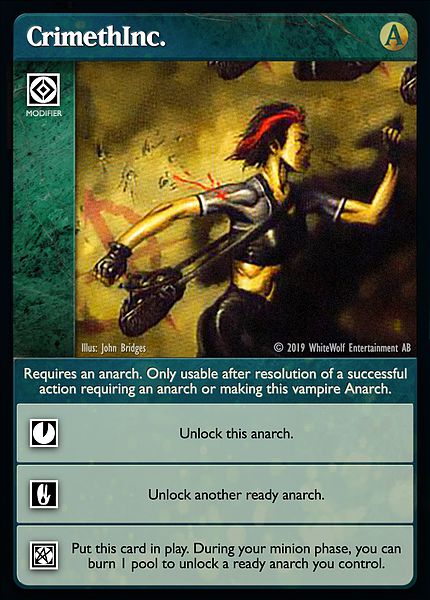 CrimethInc.
A
MODIFIER
Illus: John Bridges
© 2019 WhiteWolf Entertainment AB
Requires an anarch. Only usable after resolution of a successful
action requiring an anarch or making this vampire Anarch.
Unlock this anarch.
Unlock another ready anarch.
Put this card in play. During your minion phase, you can
burn 1 pool to unlock a ready anarch you control.